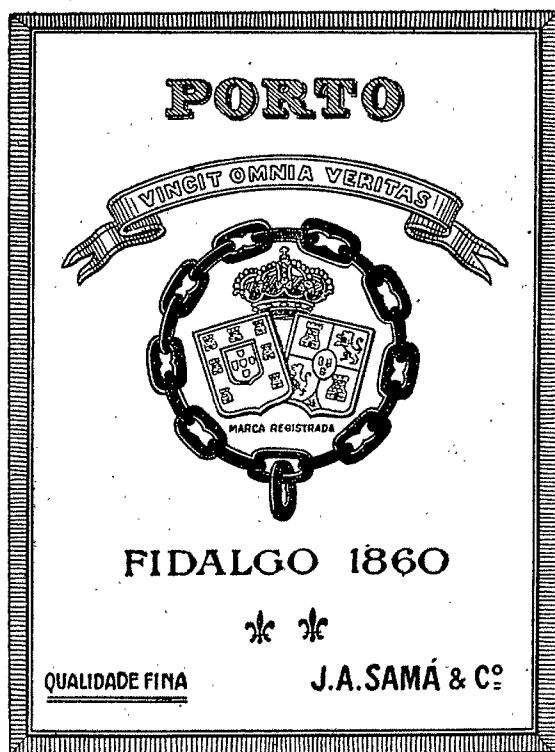 PORTO
VINCIT OMNIA VERITAS
MARCA REGISTRADA
FIDALGO 1860
QUALIDADE FINA
J.A. SAMÁ & Cº